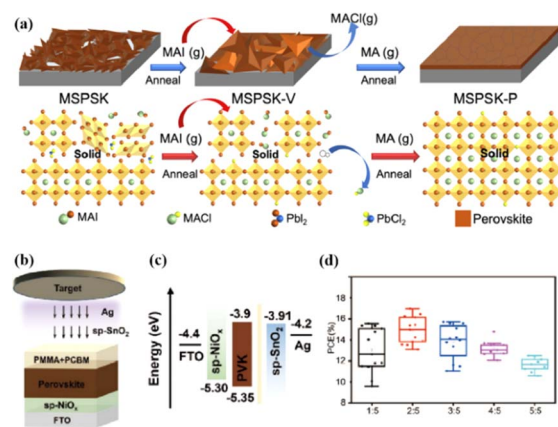 (a)
MACl(g)
MAI (g)
Anneal
MA (g)
Anneal
MSPSK
MSPSK-V
MSPSK-P
Solid
MAI (g)
Anneal
Solid
MA (g)
Anneal
Solid
MAI
MACl
PbI₂
PbCl₂
Perovskite
(b)
Target
Ag
sp-SnO₂
PMMA+PCBM
Perovskite
sp-NiOₓ
FTO
(c)
Energy (eV)
-4.4
FTO
sp-NiOₓ
-5.30
-3.9
PVK
-5.35
-3.91
sp-SnO₂
-4.2
Ag
(d)
PCE(%)
18
16
14
12
10
8
1:5
2:5
3:5
4:5
5:5